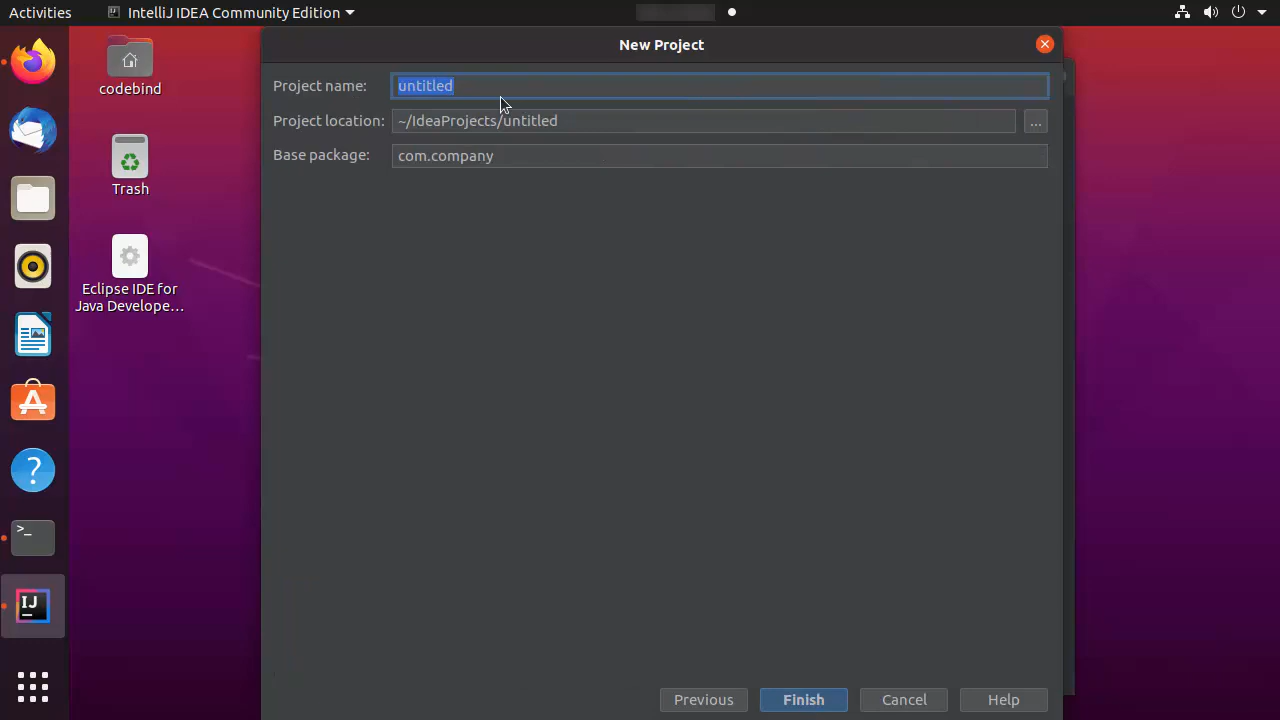 Activities
IntelliJ IDEA Community Edition
New Project
codebind
Trash
Eclipse IDE for
Java Develope...
Project name:
untitled
Project location:
~/IdeaProjects/untitled
...
Base package:
com.company
>_
IJ
Previous
Finish
Cancel
Help